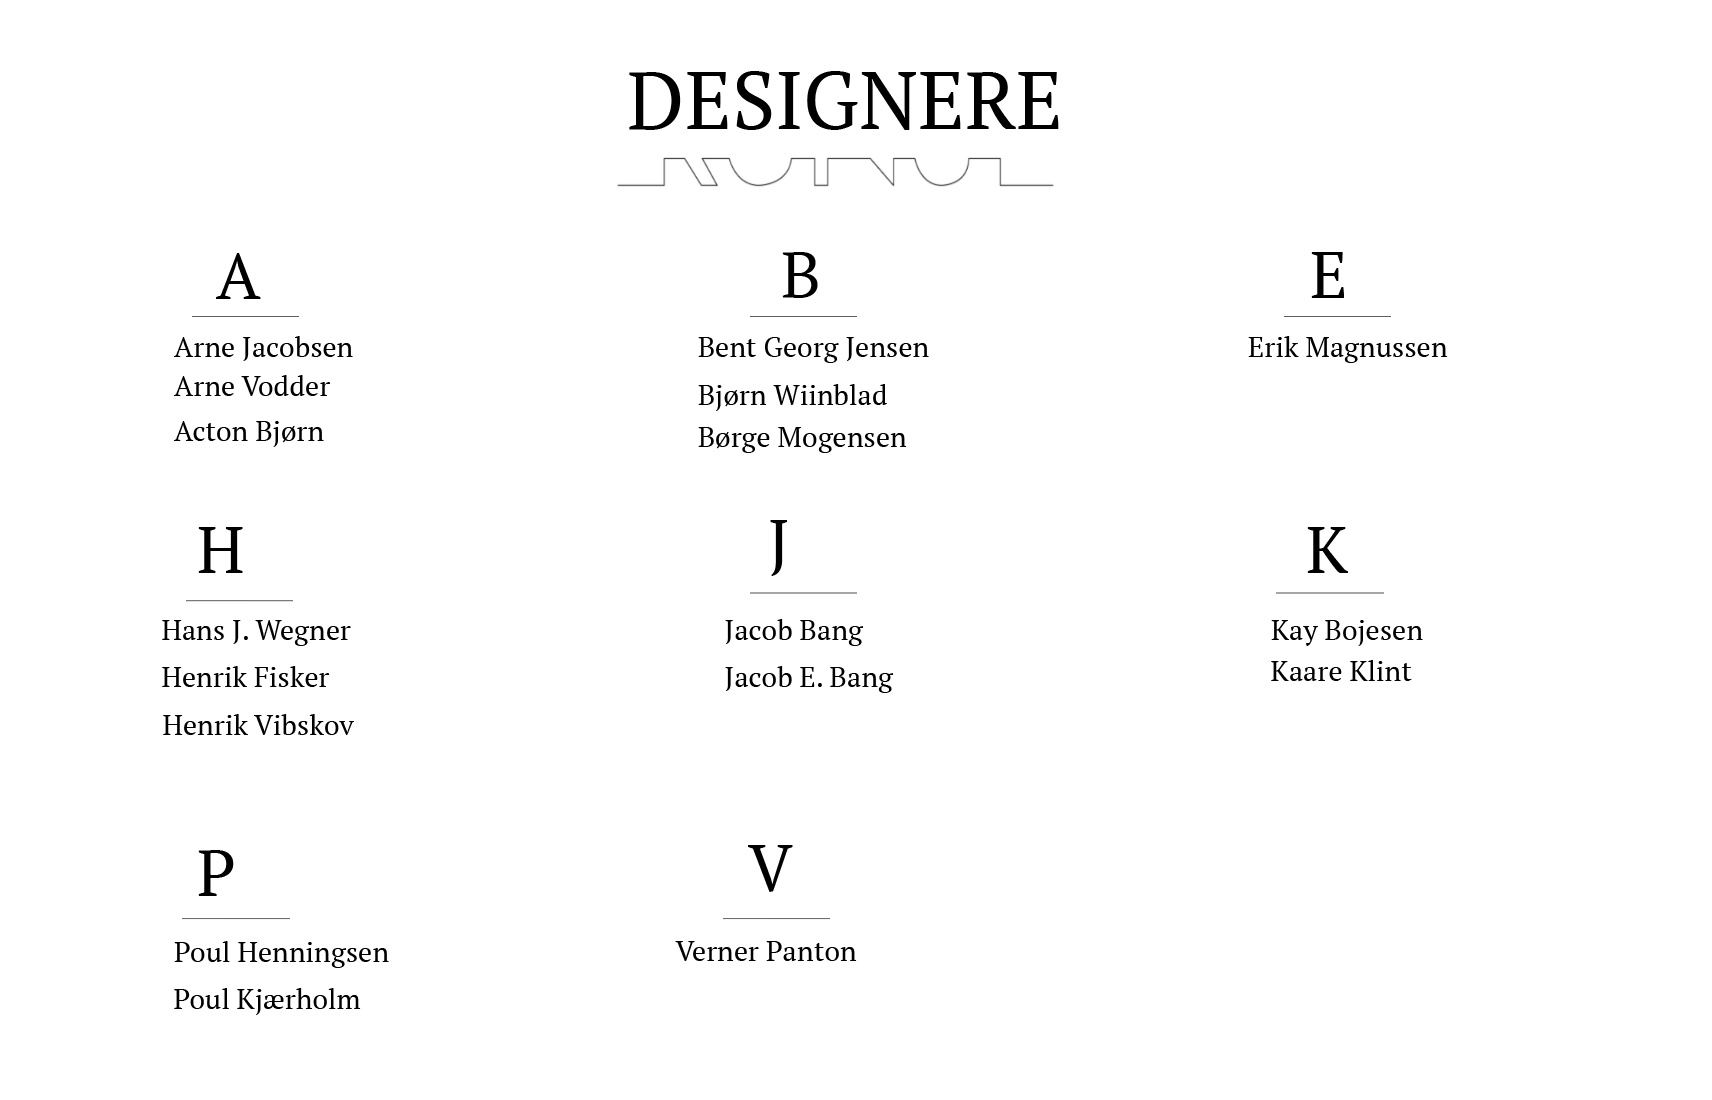 DESIGNERE
A
Arne Jacobsen
Arne Vodder
Acton Bjørn
B
Bent Georg Jensen
Bjørn Wiinblad
Børge Mogensen
E
Erik Magnussen
H
Hans J. Wegner
Henrik Fisker
Henrik Vibskov
J
Jacob Bang
Jacob E. Bang
K
Kay Bojesen
Kaare Klint
P
Poul Henningsen
Poul Kjærholm
V
Verner Panton